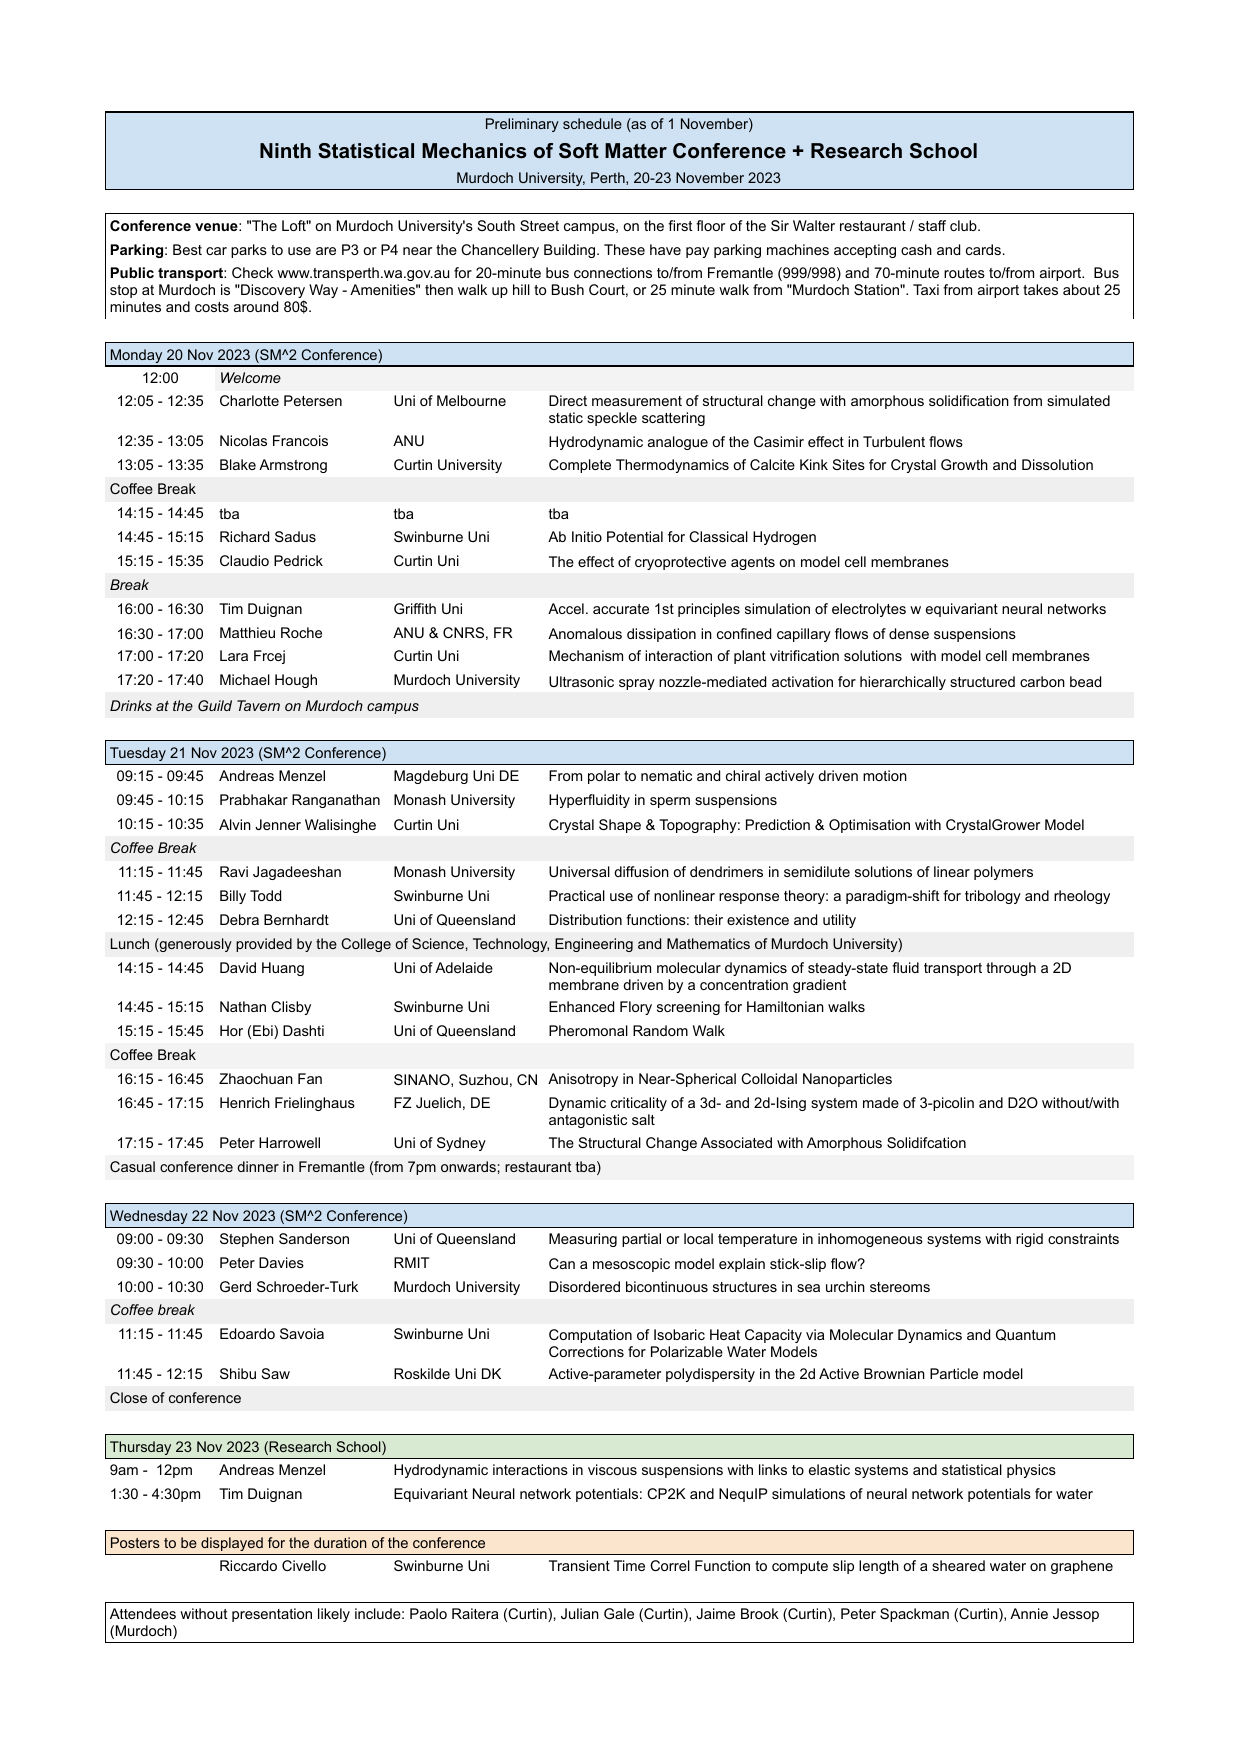 Preliminary schedule (as of 1 November)
Ninth Statistical Mechanics of Soft Matter Conference + Research School
Murdoch University, Perth, 20-23 November 2023
Conference venue: "The Loft" on Murdoch University's South Street campus, on the first floor of the Sir Walter restaurant / staff club.
Parking: Best car parks to use are P3 or P4 near the Chancellery Building. These have pay parking machines accepting cash and cards.
Public transport: Check www.transperth.wa.gov.au for 20-minute bus connections to/from Fremantle (999/998) and 70-minute routes to/from airport.  Bus
stop at Murdoch is "Discovery Way - Amenities" then walk up hill to Bush Court, or 25 minute walk from "Murdoch Station". Taxi from airport takes about 25
minutes and costs around 80$.
Monday 20 Nov 2023 (SM^2 Conference)
12:00 Welcome
12:05 - 12:35 Charlotte Petersen Uni of Melbourne Direct measurement of structural change with amorphous solidification from simulated
static speckle scattering
12:35 - 13:05 Nicolas Francois ANU Hydrodynamic analogue of the Casimir effect in Turbulent flows
13:05 - 13:35 Blake Armstrong Curtin University Complete Thermodynamics of Calcite Kink Sites for Crystal Growth and Dissolution
Coffee Break
14:15 - 14:45 tba tba tba
14:45 - 15:15 Richard Sadus Swinburne Uni Ab Initio Potential for Classical Hydrogen
15:15 - 15:35 Claudio Pedrick Curtin Uni The effect of cryoprotective agents on model cell membranes
Break
16:00 - 16:30 Tim Duignan Griffith Uni Accel. accurate 1st principles simulation of electrolytes w equivariant neural networks
16:30 - 17:00 Matthieu Roche ANU & CNRS, FR Anomalous dissipation in confined capillary flows of dense suspensions
17:00 - 17:20 Lara Frcej Curtin Uni Mechanism of interaction of plant vitrification solutions  with model cell membranes
17:20 - 17:40 Michael Hough Murdoch University Ultrasonic spray nozzle-mediated activation for hierarchically structured carbon bead
Drinks at the Guild Tavern on Murdoch campus
Tuesday 21 Nov 2023 (SM^2 Conference)
09:15 - 09:45 Andreas Menzel Magdeburg Uni DE From polar to nematic and chiral actively driven motion
09:45 - 10:15 Prabhakar Ranganathan Monash University Hyperfluidity in sperm suspensions
10:15 - 10:35 Alvin Jenner Walisinghe Curtin Uni Crystal Shape & Topography: Prediction & Optimisation with CrystalGrower Model
Coffee Break
11:15 - 11:45 Ravi Jagadeeshan Monash University Universal diffusion of dendrimers in semidilute solutions of linear polymers
11:45 - 12:15 Billy Todd Swinburne Uni Practical use of nonlinear response theory: a paradigm-shift for tribology and rheology
12:15 - 12:45 Debra Bernhardt Uni of Queensland Distribution functions: their existence and utility
Lunch (generously provided by the College of Science, Technology, Engineering and Mathematics of Murdoch University)
14:15 - 14:45 David Huang Uni of Adelaide Non-equilibrium molecular dynamics of steady-state fluid transport through a 2D
membrane driven by a concentration gradient
14:45 - 15:15 Nathan Clisby Swinburne Uni Enhanced Flory screening for Hamiltonian walks
15:15 - 15:45 Hor (Ebi) Dashti Uni of Queensland Pheromonal Random Walk
Coffee Break
16:15 - 16:45 Zhaochuan Fan SINANO, Suzhou, CN Anisotropy in Near-Spherical Colloidal Nanoparticles
16:45 - 17:15 Henrich Frielinghaus FZ Juelich, DE Dynamic criticality of a 3d- and 2d-Ising system made of 3-picolin and D2O without/with
antagonistic salt
17:15 - 17:45 Peter Harrowell Uni of Sydney The Structural Change Associated with Amorphous Solidifcation
Casual conference dinner in Fremantle (from 7pm onwards; restaurant tba)
Wednesday 22 Nov 2023 (SM^2 Conference)
09:00 - 09:30 Stephen Sanderson Uni of Queensland Measuring partial or local temperature in inhomogeneous systems with rigid constraints
09:30 - 10:00 Peter Davies RMIT Can a mesoscopic model explain stick-slip flow?
10:00 - 10:30 Gerd Schroeder-Turk Murdoch University Disordered bicontinuous structures in sea urchin stereoms
Coffee break
11:15 - 11:45 Edoardo Savoia Swinburne Uni Computation of Isobaric Heat Capacity via Molecular Dynamics and Quantum
Corrections for Polarizable Water Models
11:45 - 12:15 Shibu Saw Roskilde Uni DK Active-parameter polydispersity in the 2d Active Brownian Particle model
Close of conference
Thursday 23 Nov 2023 (Research School)
9am -  12pm Andreas Menzel Hydrodynamic interactions in viscous suspensions with links to elastic systems and statistical physics
1:30 - 4:30pm Tim Duignan Equivariant Neural network potentials: CP2K and NequIP simulations of neural network potentials for water
Posters to be displayed for the duration of the conference
Riccardo Civello Swinburne Uni Transient Time Correl Function to compute slip length of a sheared water on graphene
Attendees without presentation likely include: Paolo Raitera (Curtin), Julian Gale (Curtin), Jaime Brook (Curtin), Peter Spackman (Curtin), Annie Jessop
(Murdoch)